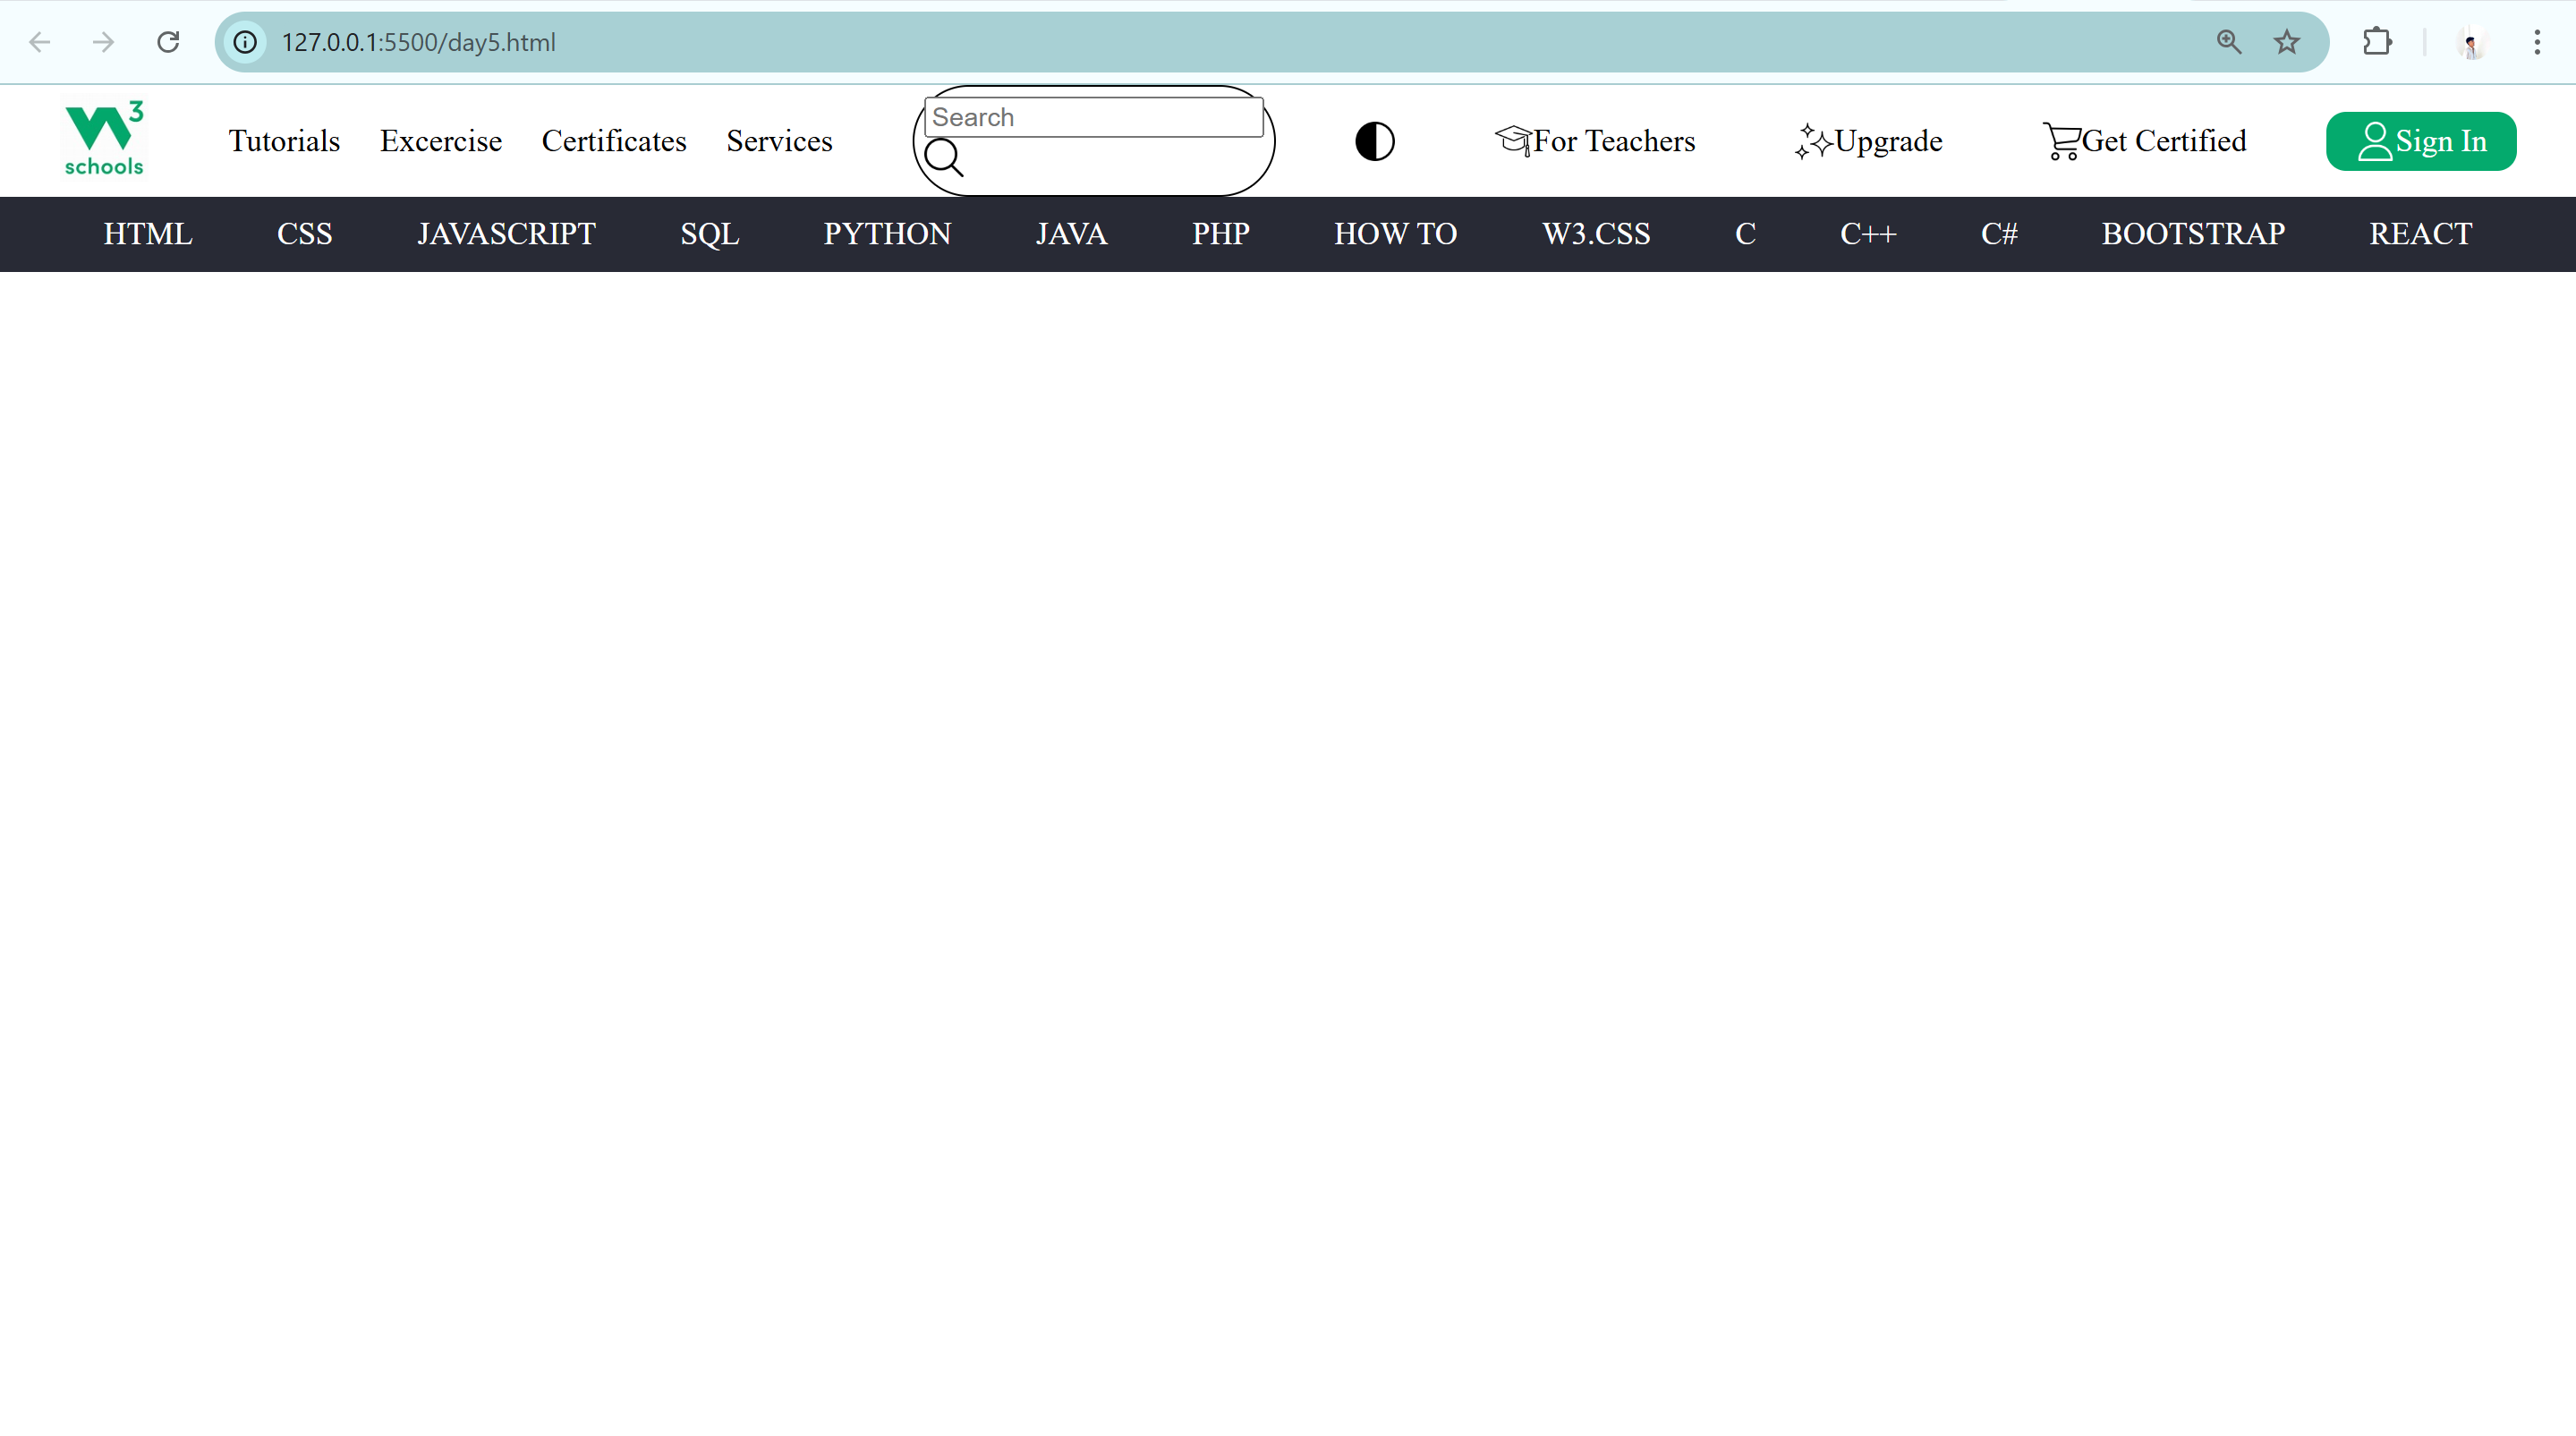 127.0.0.1:5500/day5.html
W3 schools Tutorials Excercise Certificates Services Search For Teachers Upgrade Get Certified Sign In
HTML CSS JAVASCRIPT SQL PYTHON JAVA PHP HOW TO W3.CSS C C++ C# BOOTSTRAP REACT